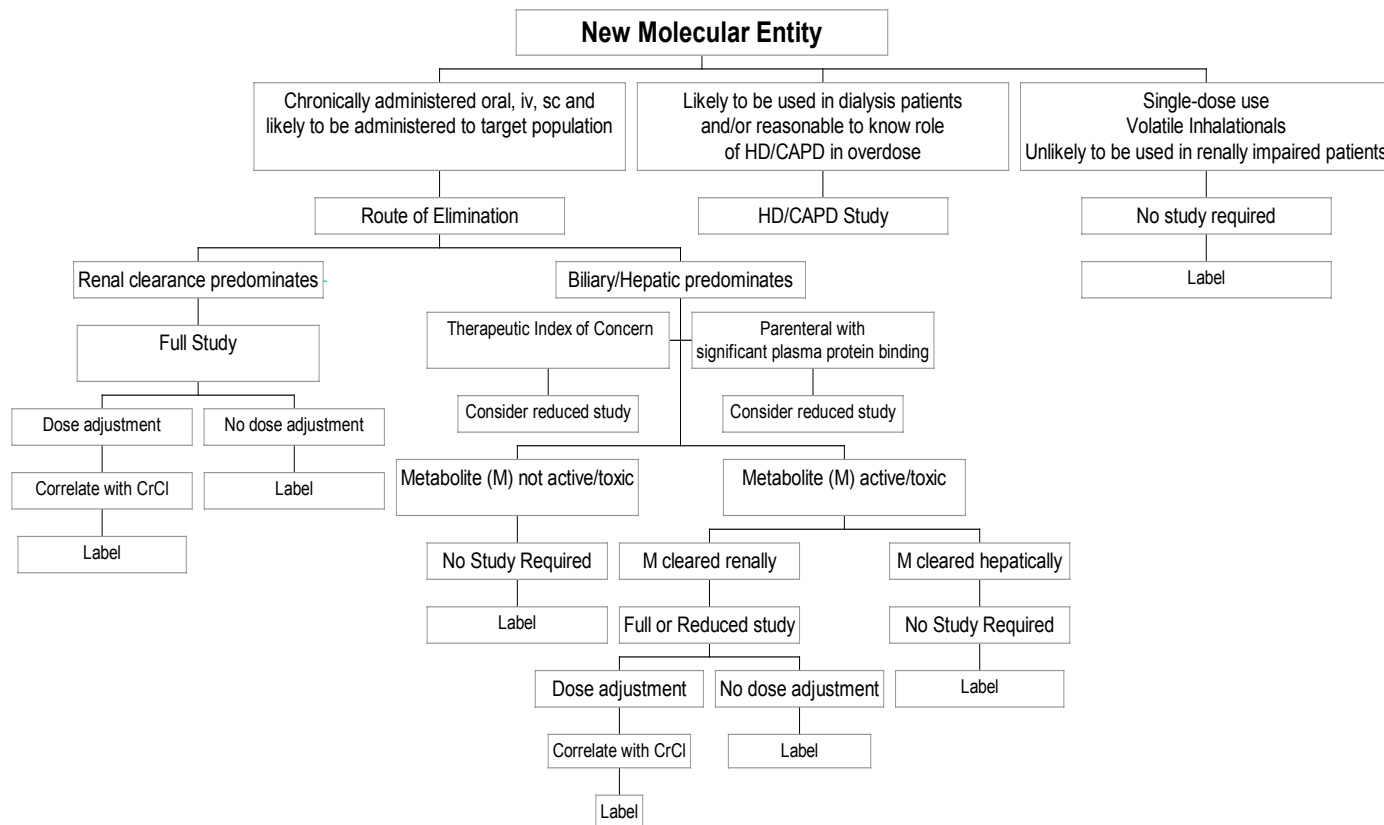 New Molecular Entity
Chronically administered oral, iv, sc and
likely to be administered to target population
Likely to be used in dialysis patients
and/or reasonable to know role
of HD/CAPD in overdose
Single-dose use
Volatile Inhalationals
Unlikely to be used in renally impaired patients
Route of Elimination
HD/CAPD Study
No study required
Label
Renal clearance predominates
Biliary/Hepatic predominates
Full Study
Therapeutic Index of Concern
Parenteral with
significant plasma protein binding
Consider reduced study
Consider reduced study
Dose adjustment
No dose adjustment
Correlate with CrCl
Label
Label
Metabolite (M) not active/toxic
Metabolite (M) active/toxic
No Study Required
M cleared renally
M cleared hepatically
Label
Full or Reduced study
No Study Required
Dose adjustment
No dose adjustment
Label
Correlate with CrCl
Label
Label